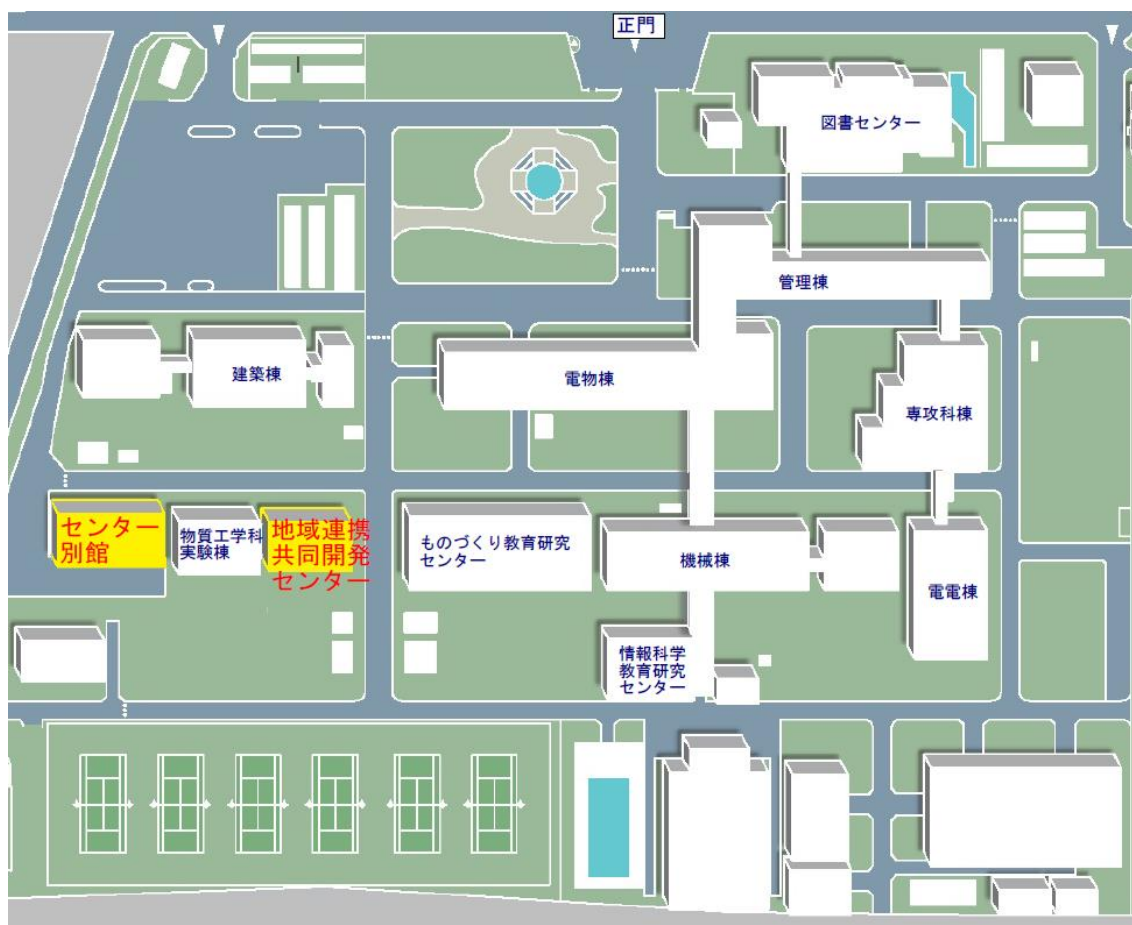 正門
図書センター
管理棟
建築棟
電物棟
専攻科棟
センター
別館
物質工学科
実験棟
地域連携
共同開発
センター
ものづくり教育研究
センター
機械棟
電電棟
情報科学
教育研究
センター